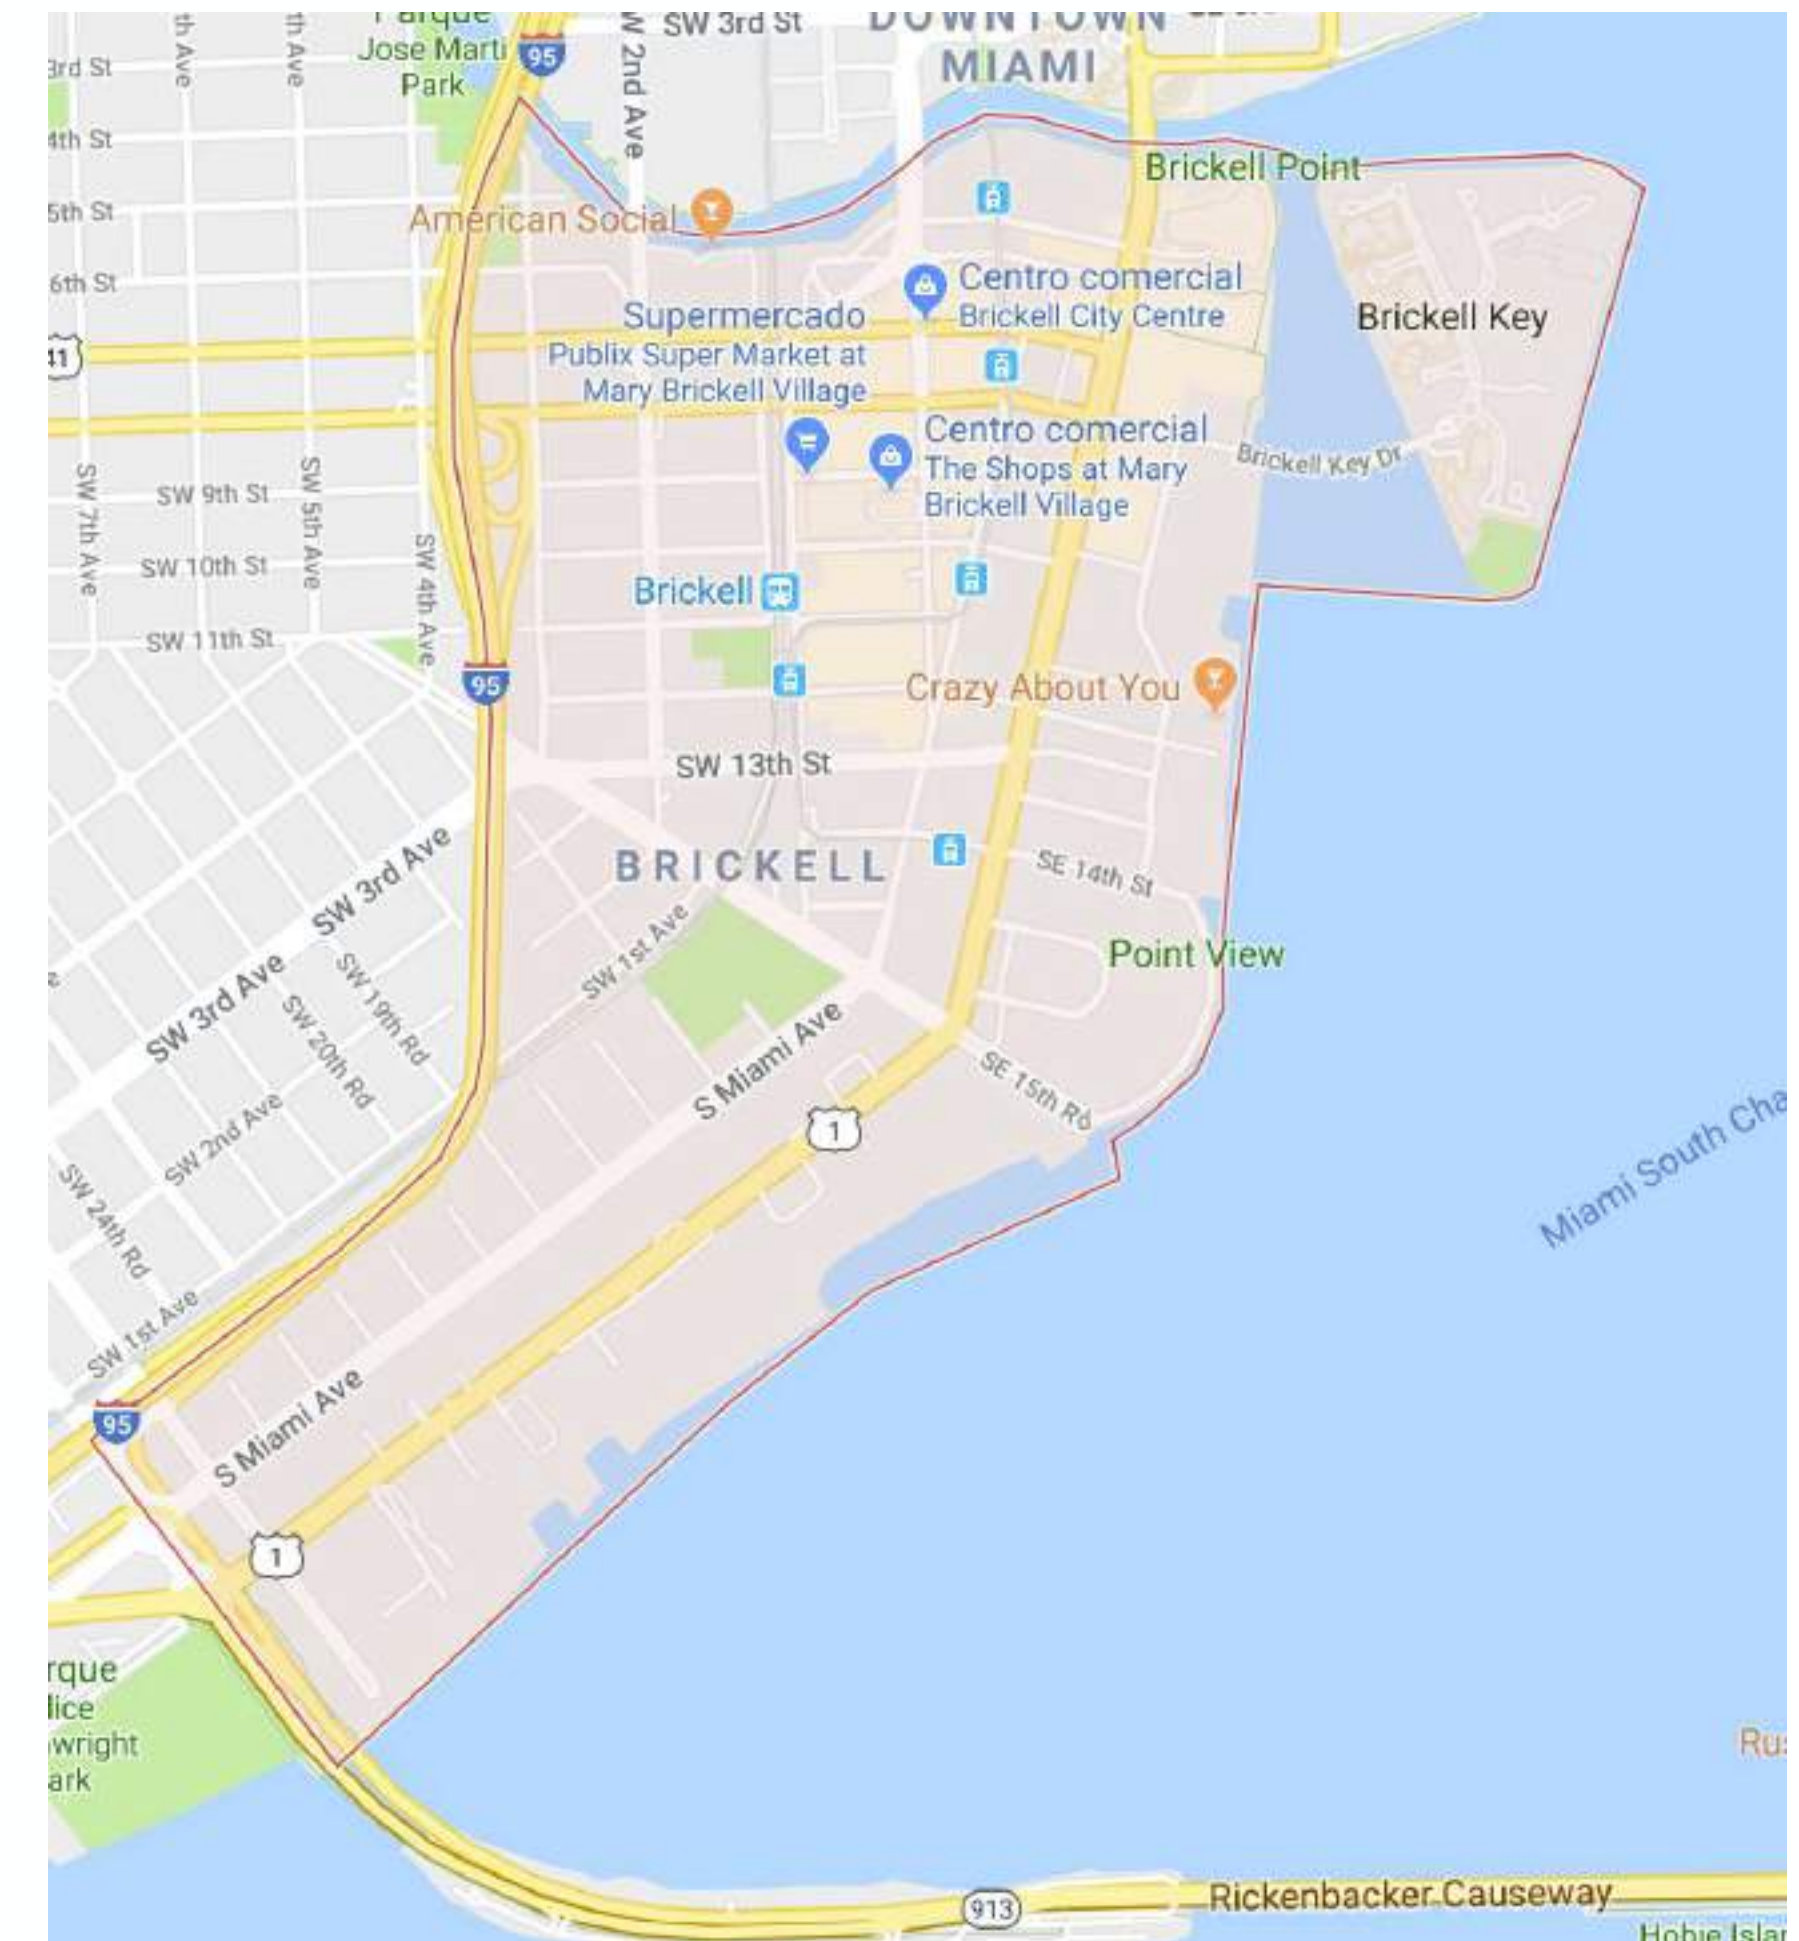 Parque
Jose Marti
Park
95
SW 3rd St
DOWNTOWN
MIAMI
SW 2nd Ave
th Ave
th Ave
3rd St
4th St
5th St
6th St
41
American Social
Brickell Point
Centro comercial
Brickell City Centre
Brickell Key
Supermercado
Publix Super Market at
Mary Brickell Village
Centro comercial
The Shops at Mary
Brickell Village
Brickell Key Dr
SW 7th Ave
SW 9th St
SW 5th Ave
SW 10th St
SW 4th Ave
SW 11th St
Brickell
95
Crazy About You
SW 13th St
BRICKELL
SE 14th St
SW 3rd Ave
SW 3rd Ave
SW 1st Ave
Point View
SW 19th Rd
SW 20th Rd
SW 2nd Ave
S Miami Ave
SE 15th Rd
1
Miami South Cha
SW 24th Rd
SW 1st Ave
95
S Miami Ave
1
rque
lice
wright
ark
Rus
913
Rickenbacker Causeway
Hobie Islan